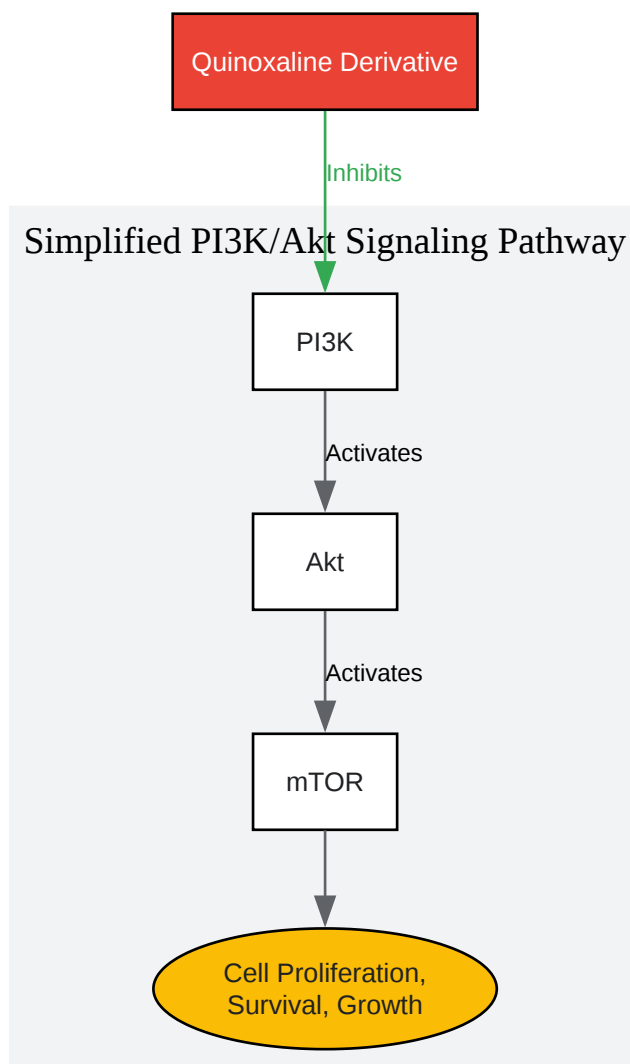 Quinoxaline Derivative
Inhibits
Simplified PI3K/Akt Signaling Pathway
PI3K
Activates
Akt
Activates
mTOR
Cell Proliferation,
Survival, Growth